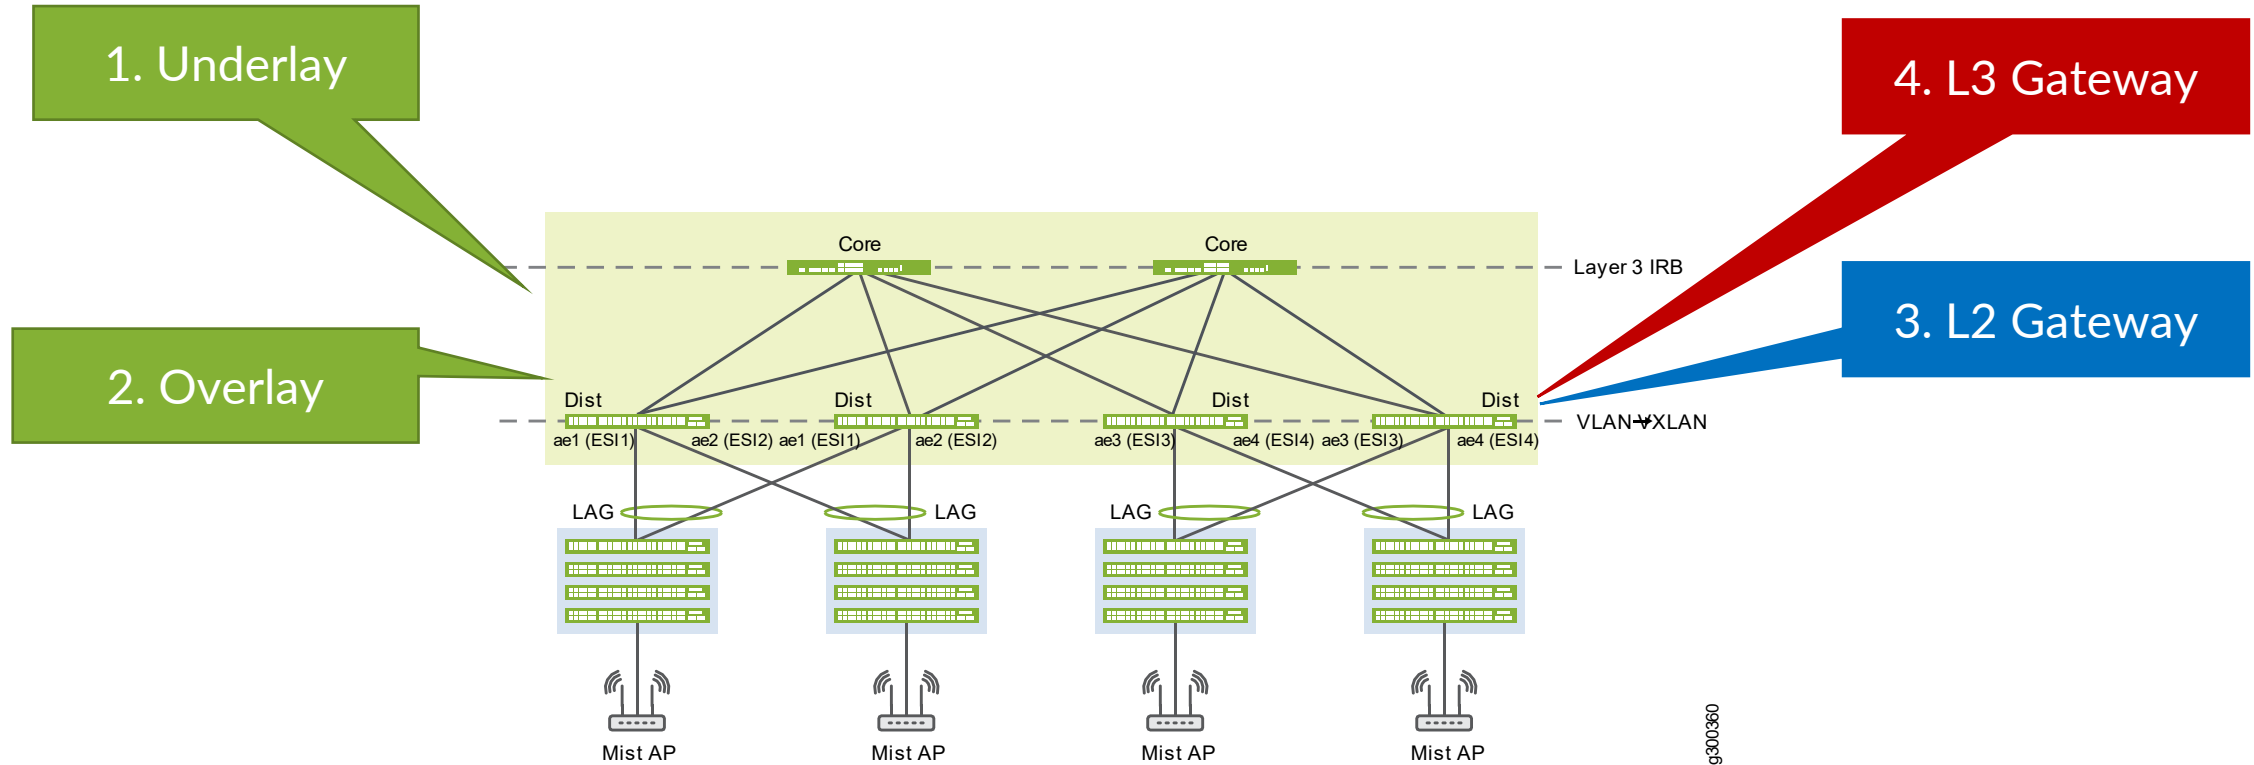 1. Underlay
4. L3 Gateway
Core
Core
Layer 3 IRB
3. L2 Gateway
2. Overlay
Dist
Dist
Dist
Dist
VLAN→VXLAN
ae1 (ESI1)
ae2 (ESI2)
ae1 (ESI1)
ae2 (ESI2)
ae3 (ESI3)
ae4 (ESI4)
ae3 (ESI3)
ae4 (ESI4)
LAG
LAG
LAG
LAG
Mist AP
Mist AP
Mist AP
Mist AP
g300360